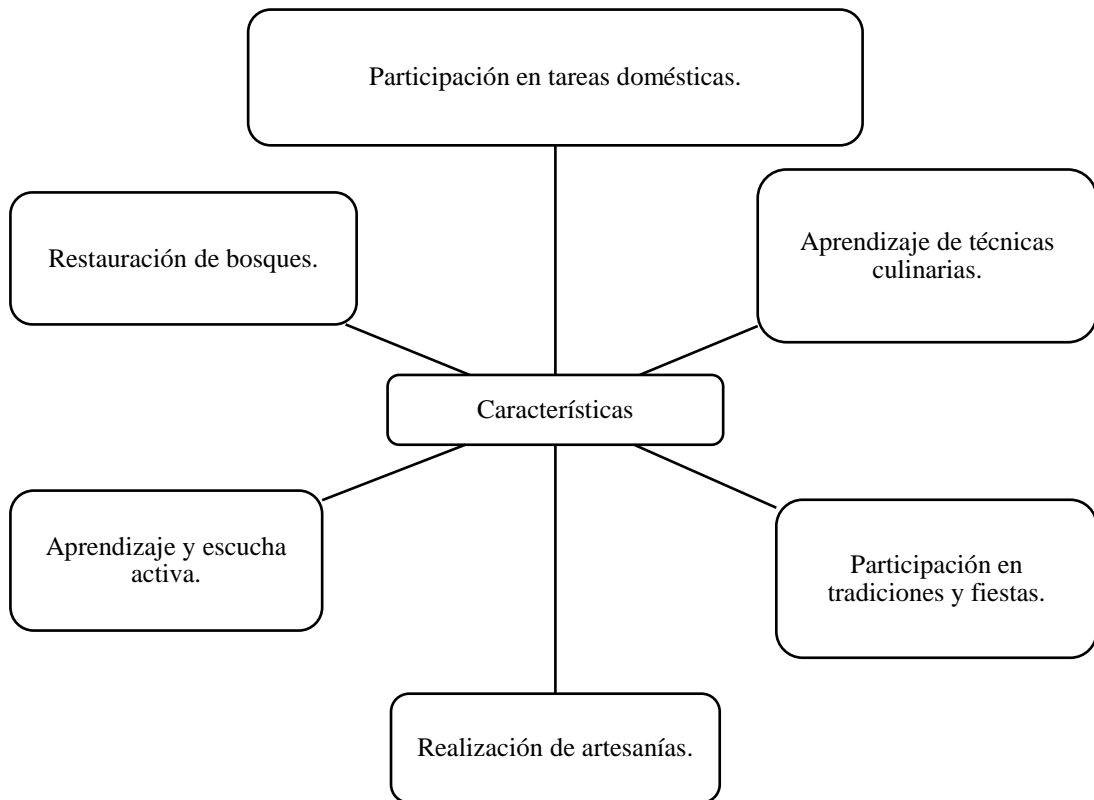 Participación en tareas domésticas.
Restauración de bosques.
Aprendizaje de técnicas
culinarias.
Características
Aprendizaje y escucha
activa.
Participación en
tradiciones y fiestas.
Realización de artesanías.